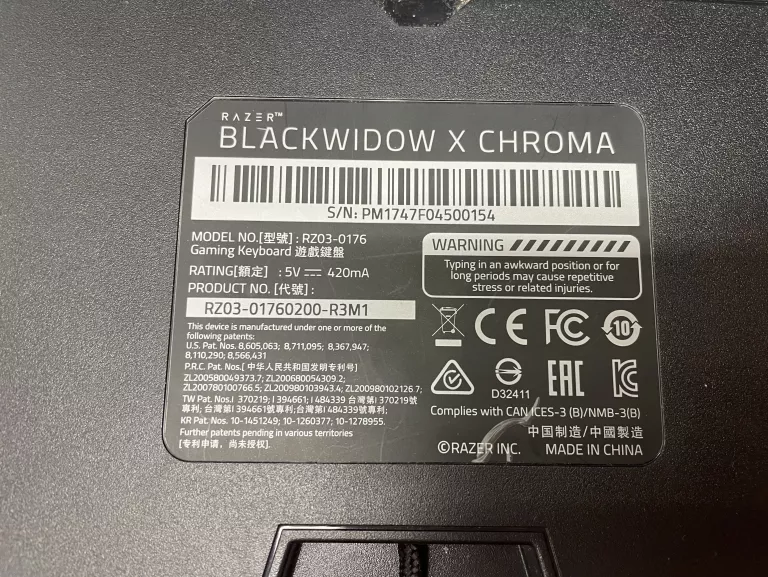 RAZER™
BLACKWIDOW X CHROMA
S/N: PM1747F04500154
MODEL NO.[型號] : RZ03-0176
Gaming Keyboard 遊戲鍵盤
RATING[額定] : 5V 420mA
PRODUCT NO. [代號] :
RZ03-01760200-R3M1
WARNING
Typing in an awkward position or for
long periods may cause repetitive
stress or related injuries.
This device is manufactured under one or more of the
following patents:
U.S. Pat. Nos. 8,605,063; 8,711,095; 8,367,947;
8,110,290; 8,566,431
P.R.C. Pat. Nos.[ 中华人民共和国发明专利号]
ZL200580049373.7; ZL200680054309.2;
ZL200780100766.5; ZL200980103943.4; ZL200980102126.7
TW Pat. Nos.I 370219; I 394661; I 484339 台灣第I 370219號
專利; 台灣第I 394661號專利;台灣第I 484339號專利;
KR Pat. Nos. 10-1451249; 10-1260377; 10-1278955.
Further patents pending in various territories
[专利申请，尚未授权].
CE FC 10
D32411 EAC KC
Complies with CAN ICES-3 (B)/NMB-3(B)
中国制造/中國製造
©RAZER INC. MADE IN CHINA